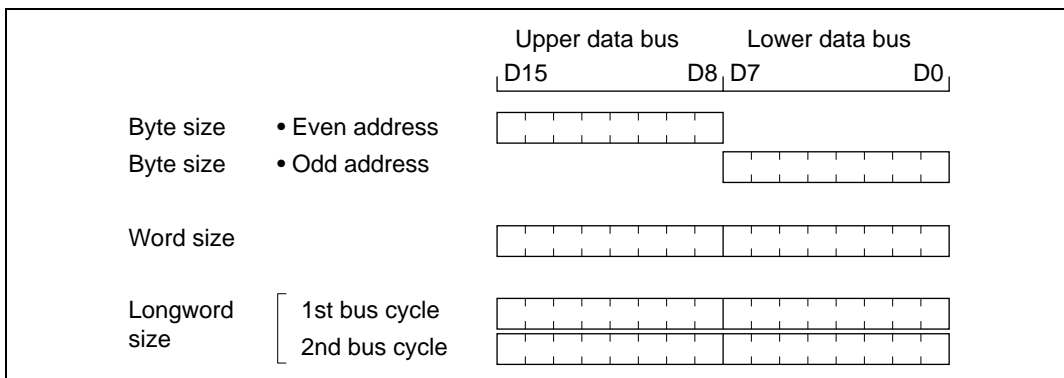 Upper data bus Lower data bus
D15 D8 D7 D0
Byte size • Even address
Byte size • Odd address
Word size
Longword size
1st bus cycle
2nd bus cycle